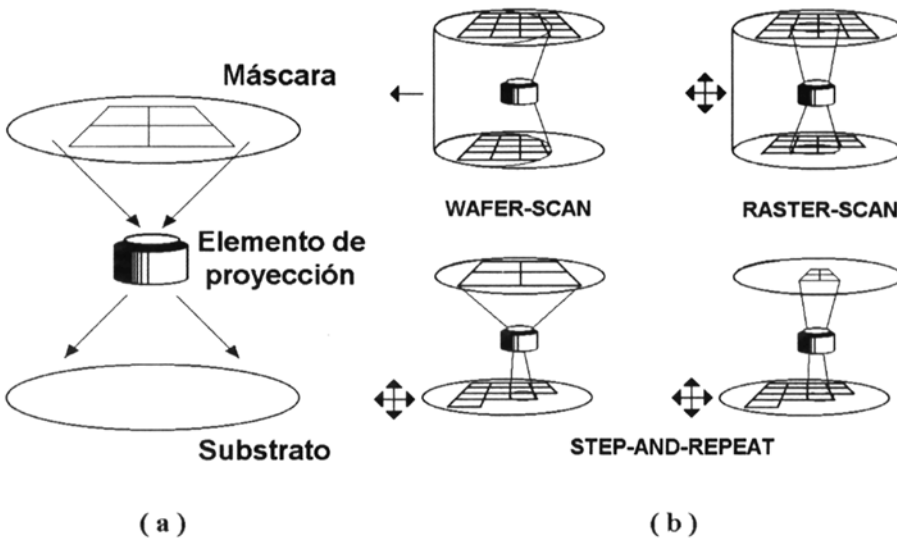 Máscara
Elemento de
proyección
Substrato
( a )
WAFER-SCAN
RASTER-SCAN
STEP-AND-REPEAT
( b )